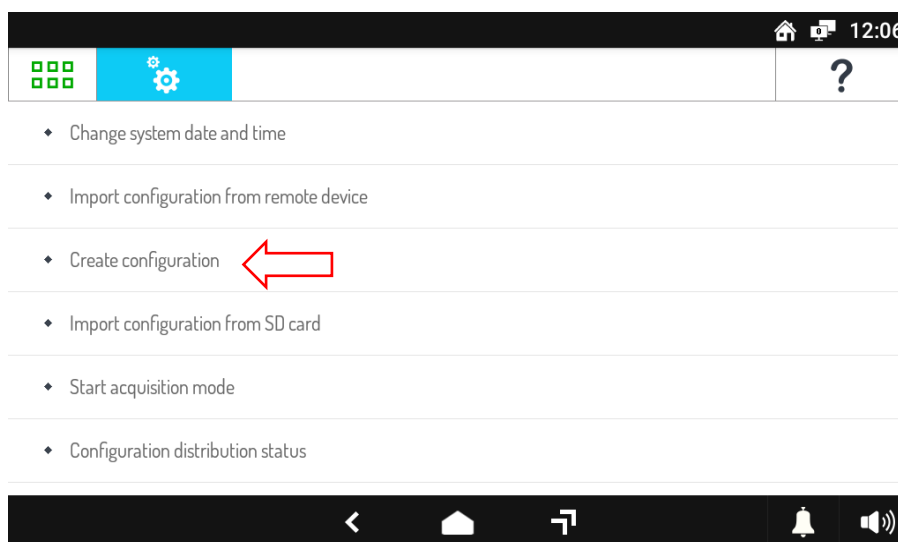 12:06
?
Change system date and time
Import configuration from remote device
Create configuration
Import configuration from SD card
Start acquisition mode
Configuration distribution status